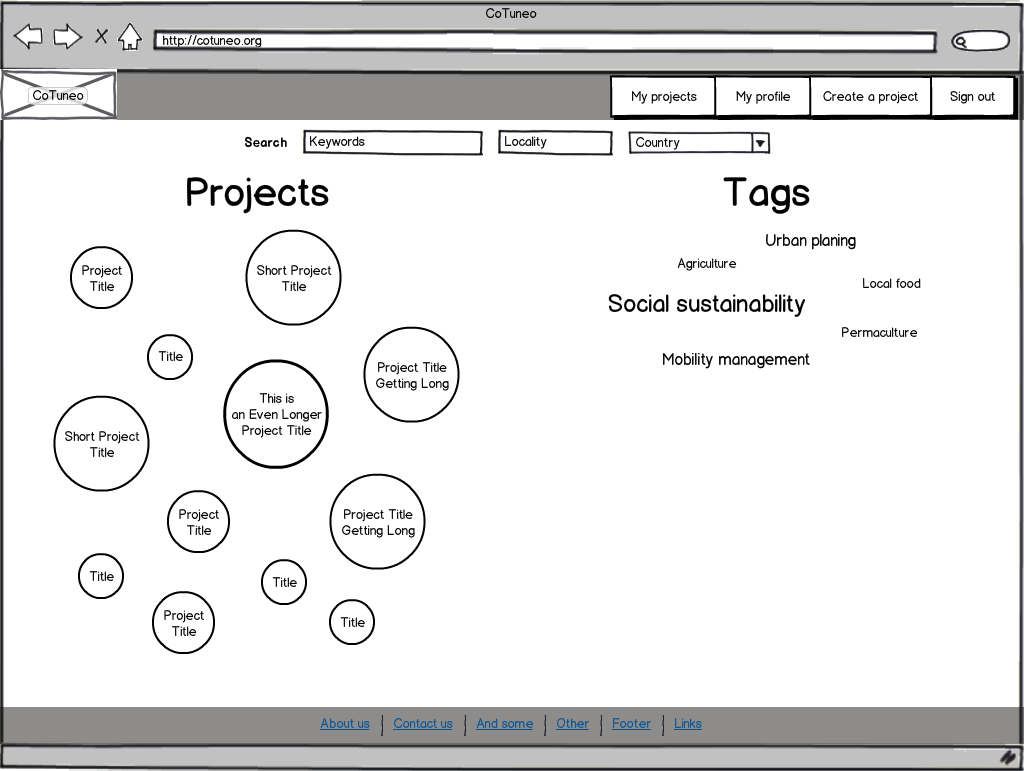 CoTuneo
http://cotuneo.org
CoTuneo
My projects
My profile
Create a project
Sign out
Search
Keywords
Locality
Country
Projects
Project
Title
Short Project
Title
Title
Project Title
Getting Long
This is
an Even Longer
Project Title
Short Project
Title
Project
Title
Project Title
Getting Long
Title
Title
Project
Title
Title
Tags
Urban planing
Agriculture
Local food
Social sustainability
Permaculture
Mobility management
About us
Contact us
And some
Other
Footer
Links